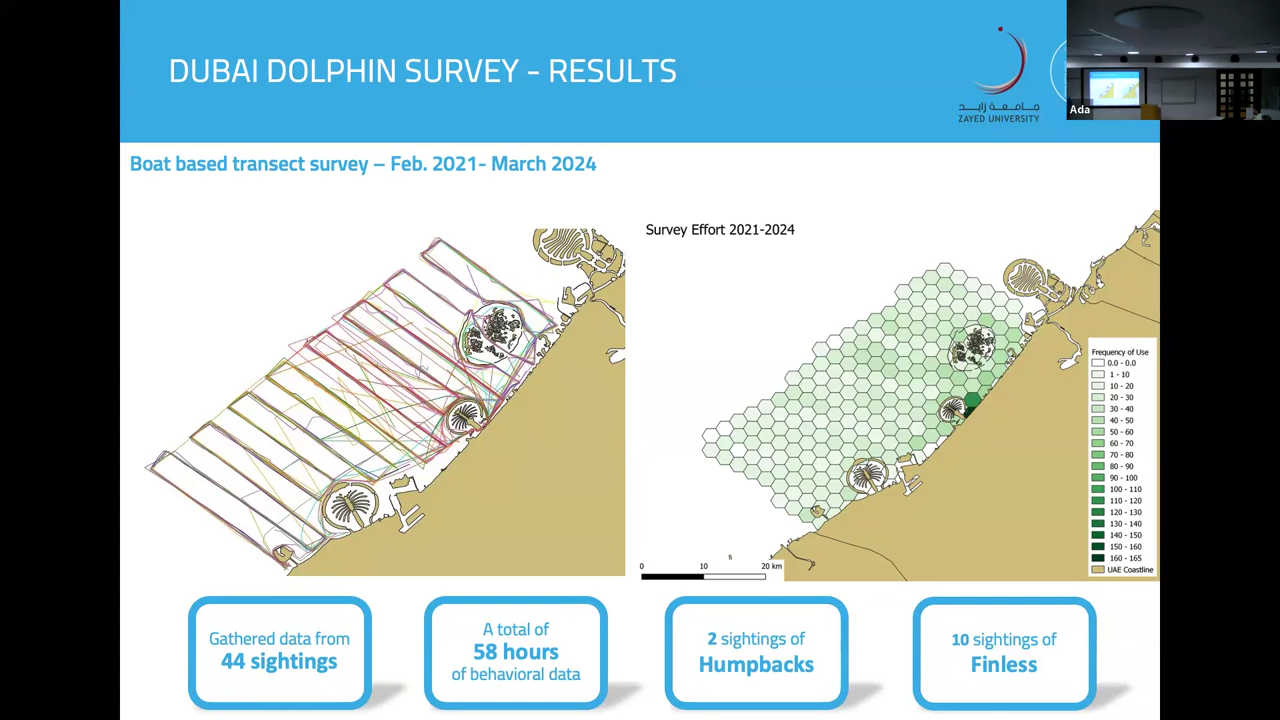 DUBAI DOLPHIN SURVEY - RESULTS
جامعة زايد
ZAYED UNIVERSITY
Ada
Boat based transect survey – Feb. 2021- March 2024
Survey Effort 2021-2024
Frequency of Use
0.0 - 0.0
1 - 10
10 - 20
20 - 30
30 - 40
40 - 50
50 - 60
60 - 70
70 - 80
80 - 90
90 - 100
100 - 110
110 - 120
120 - 130
130 - 140
140 - 150
150 - 160
160 - 165
UAE Coastline
0 10 20 km
Gathered data from
44 sightings
A total of
58 hours
of behavioral data
2 sightings of
Humpbacks
10 sightings of
Finless